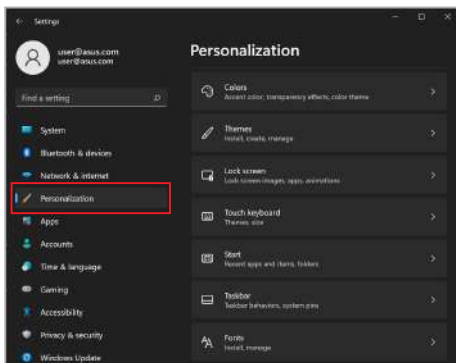 Settings
user@asus.com
user@asus.com
Find a setting
System
Bluetooth & devices
Network & internet
Personalization
Apps
Accounts
Time & language
Gaming
Accessibility
Privacy & security
Windows Update
Personalization
Colors
Accent color, transparency effects, color theme
Themes
Install, create, manage
Lock screen
Lock screen images, apps, animations
Touch keyboard
Themes, size
Start
Recent apps and items, folders
Taskbar
Taskbar behaviors, system pins
Fonts
Install, manage